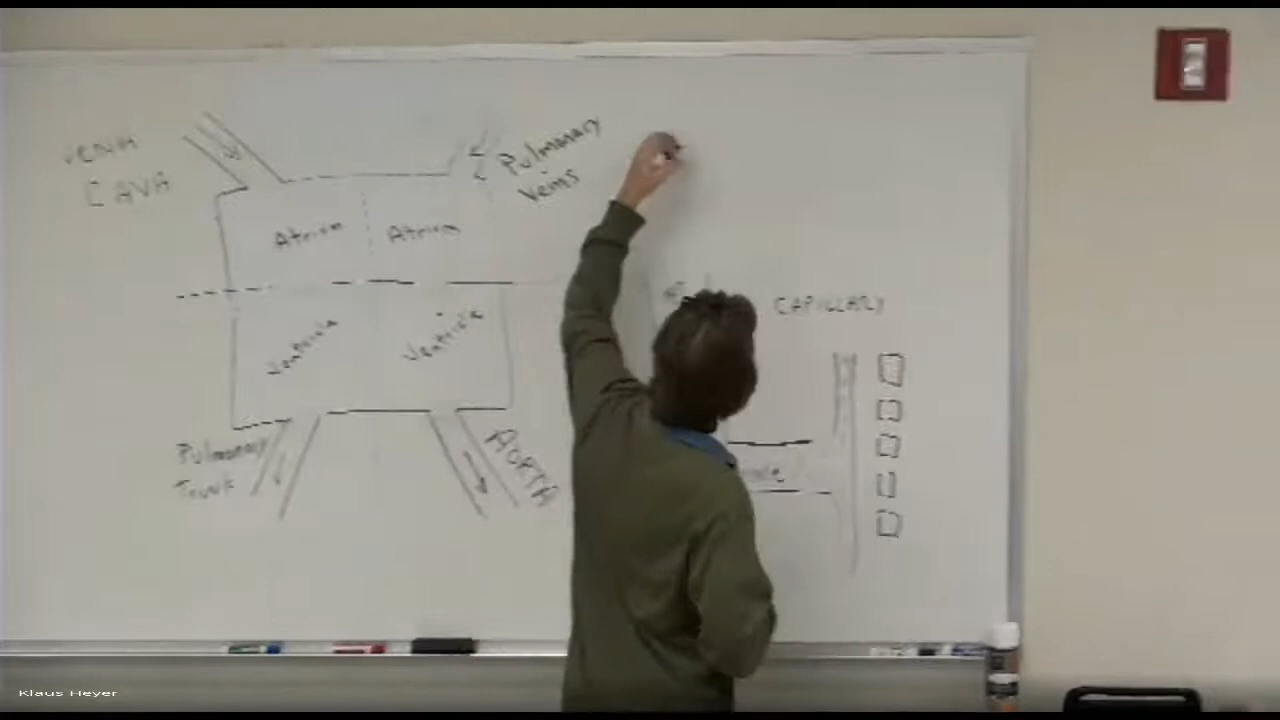 VENA
CAVA
Pulmonary
Veins
Atrium
Atrium
CAPILLARY
Ventricle
Ventricle
Pulmonary
Trunk
AORTA
Klaus Heyer